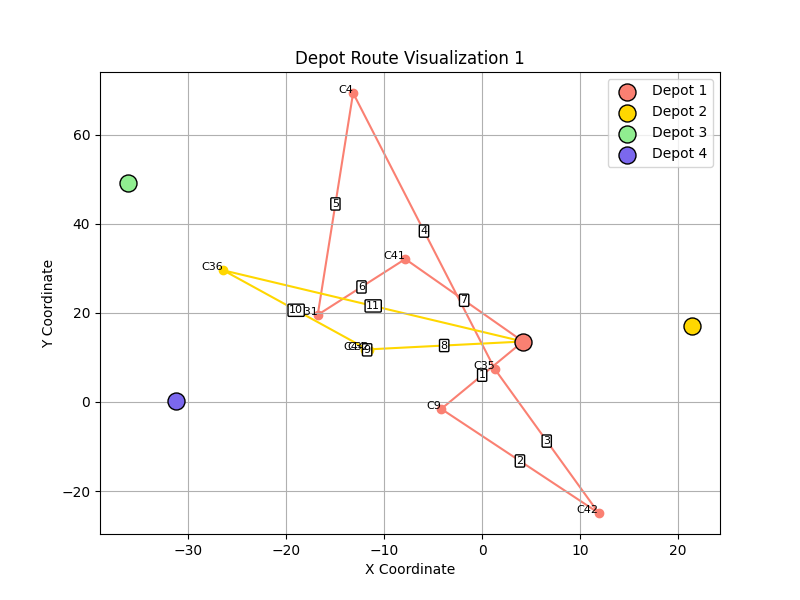 Depot Route Visualization 1
Depot 1
Depot 2
Depot 3
Depot 4
Y Coordinate
60
40
20
0
−20
−30
−20
−10
0
10
20
X Coordinate
C4
5
4
C41
C36
6
7
10
11
8
9
C35
1
C9
3
2
C42